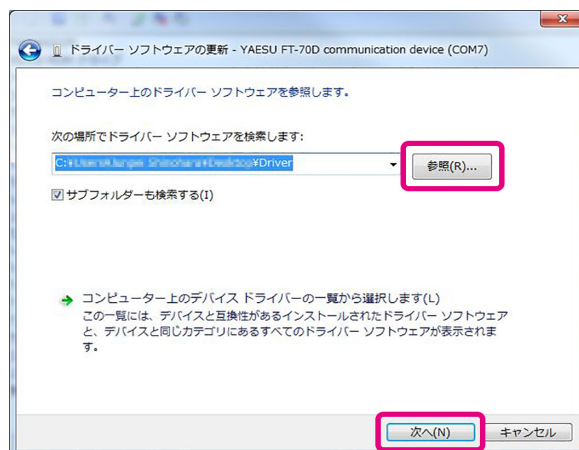 ドライバー ソフトウェアの更新 - YAESU FT-70D communication device (COM7)
コンピューター上のドライバー ソフトウェアを参照します。
次の場所でドライバー ソフトウェアを検索します:
C:¥ ¥Driver
参照(R)...
サブフォルダーも検索する(I)
コンピューター上のデバイス ドライバーの一覧から選択します(L)
この一覧には、デバイスと互換性があるインストールされたドライバー ソフトウェア
と、デバイスと同じカテゴリにあるすべてのドライバー ソフトウェアが表示されま
す。
次へ(N)
キャンセル